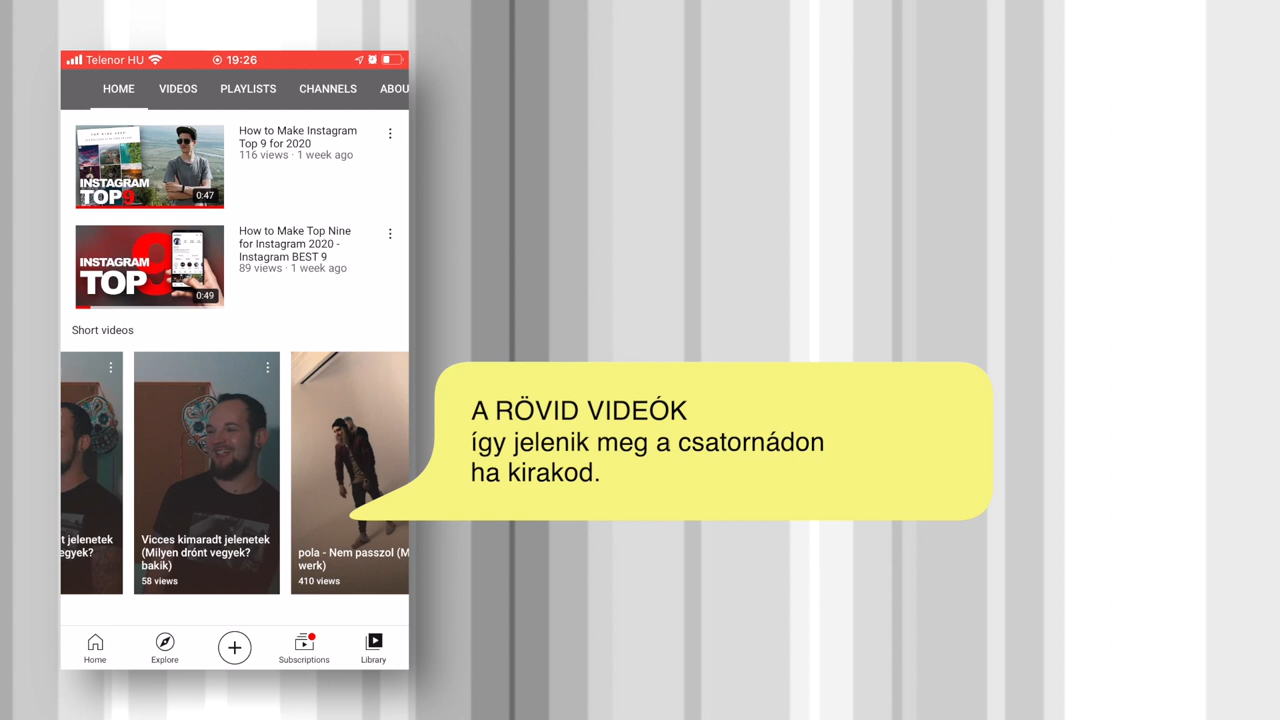 Telenor HU
19:26
HOME VIDEOS PLAYLISTS CHANNELS ABOU
How to Make Instagram
Top 9 for 2020
116 views · 1 week ago
INSTAGRAM
TOP9
0:47
How to Make Top Nine
for Instagram 2020 -
Instagram BEST 9
89 views · 1 week ago
9
INSTAGRAM
TOP
0:49
Short videos
t jelenetek
egyek?
Vicces kimaradt jelenetek
(Milyen drónt vegyek?
bakik)
58 views
pola - Nem passzol (M
werk)
410 views
A RÖVID VIDEÓK
így jelenik meg a csatornádon
ha kirakod.
Home Explore Subscriptions Library